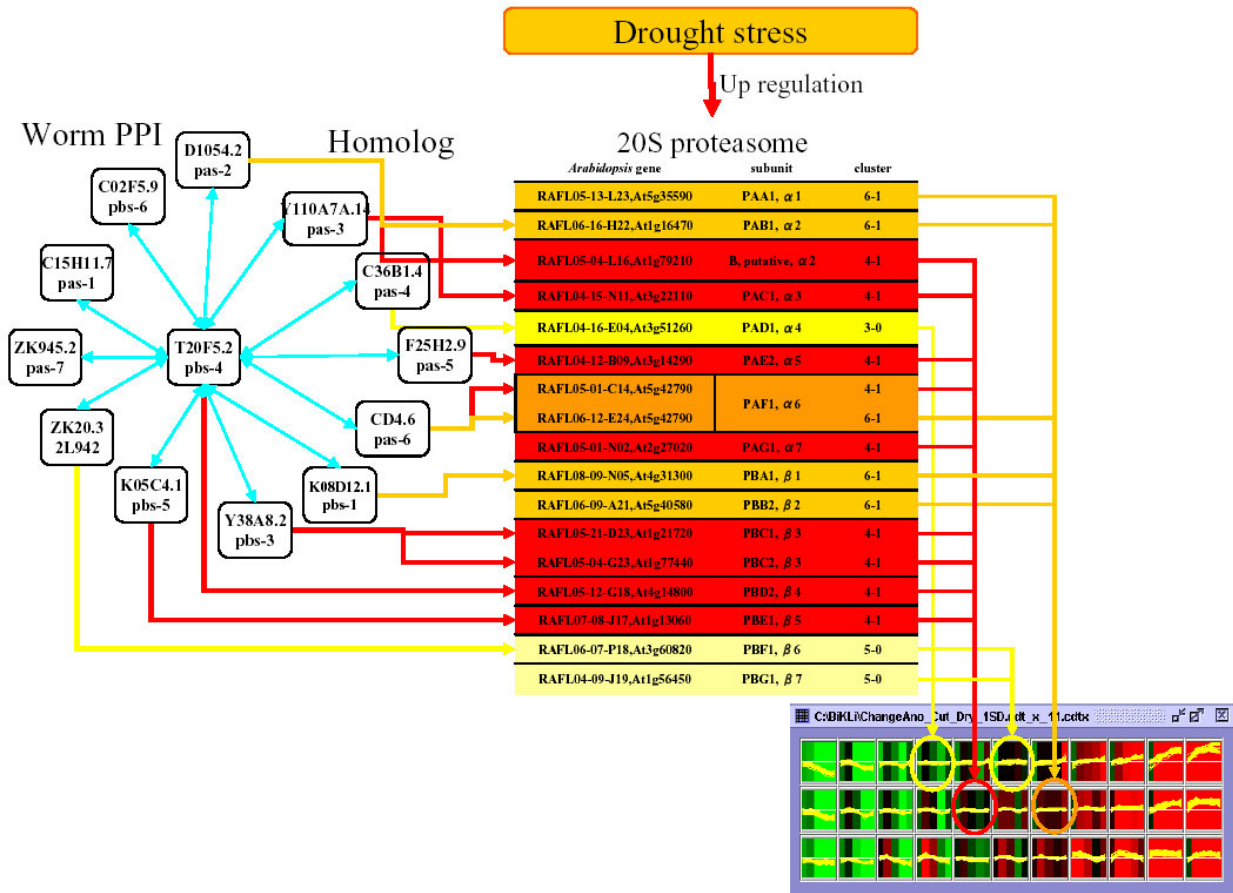 Drought stress
Up regulation
Worm PPI
Homolog
20S proteasome
Arabidopsis gene subunit cluster
D1054.2
pas-2
C02F5.9
pbs-6
Y110A7A.14
pas-3
C15H11.7
pas-1
C36B1.4
pas-4
ZK945.2
pas-7
T20F5.2
pbs-4
F25H2.9
pas-5
ZK20.3
2L942
CD4.6
pas-6
K05C4.1
pbs-5
K08D12.1
pbs-1
Y38A8.2
pbs-3
RAFL05-13-L23,At5g35590 PAA1, α1 6-1
RAFL06-16-H22,At1g16470 PAB1, α2 6-1
RAFL05-04-L16,At1g79210 B, putative, α2 4-1
RAFL04-15-N11,At3g22110 PAC1, α3 4-1
RAFL04-16-E04,At3g51260 PAD1, α4 3-0
RAFL04-12-B09,At3g14290 PAE2, α5 4-1
RAFL05-01-C14,At5g42790 4-1
PAF1, α6
RAFL06-12-E24,At5g42790 6-1
RAFL05-01-N02,At2g27020 PAG1, α7 4-1
RAFL08-09-N05,At4g31300 PBA1, β1 6-1
RAFL06-09-A21,At5g40580 PBB2, β2 6-1
RAFL05-21-D23,At1g21720 PBC1, β3 4-1
RAFL05-04-G23,At1g77440 PBC2, β3 4-1
RAFL05-12-G18,At4g14800 PBD2, β4 4-1
RAFL07-08-J17,At1g13060 PBE1, β5 4-1
RAFL06-07-P18,At3g60820 PBF1, β6 5-0
RAFL04-09-J19,At1g56450 PBG1, β7 5-0
C:\BiKLi\ChangeAno_Cut_Dry_1SD.cdt_x_11.cdtx